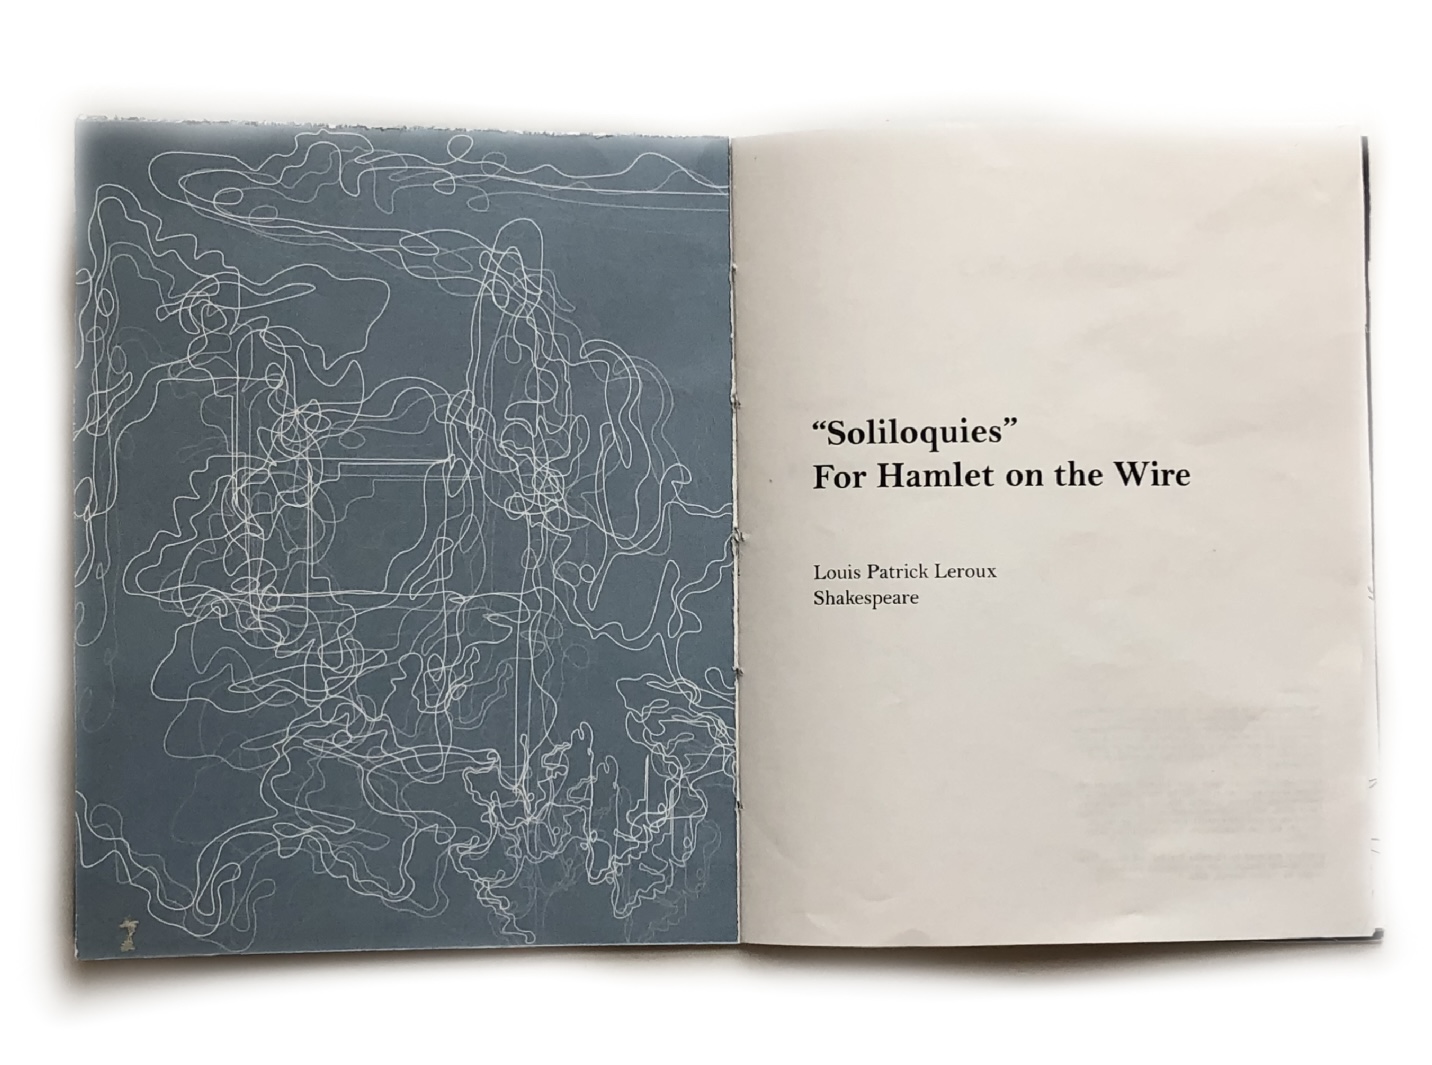 “Soliloquies”
For Hamlet on the Wire
Louis Patrick Leroux
Shakespeare